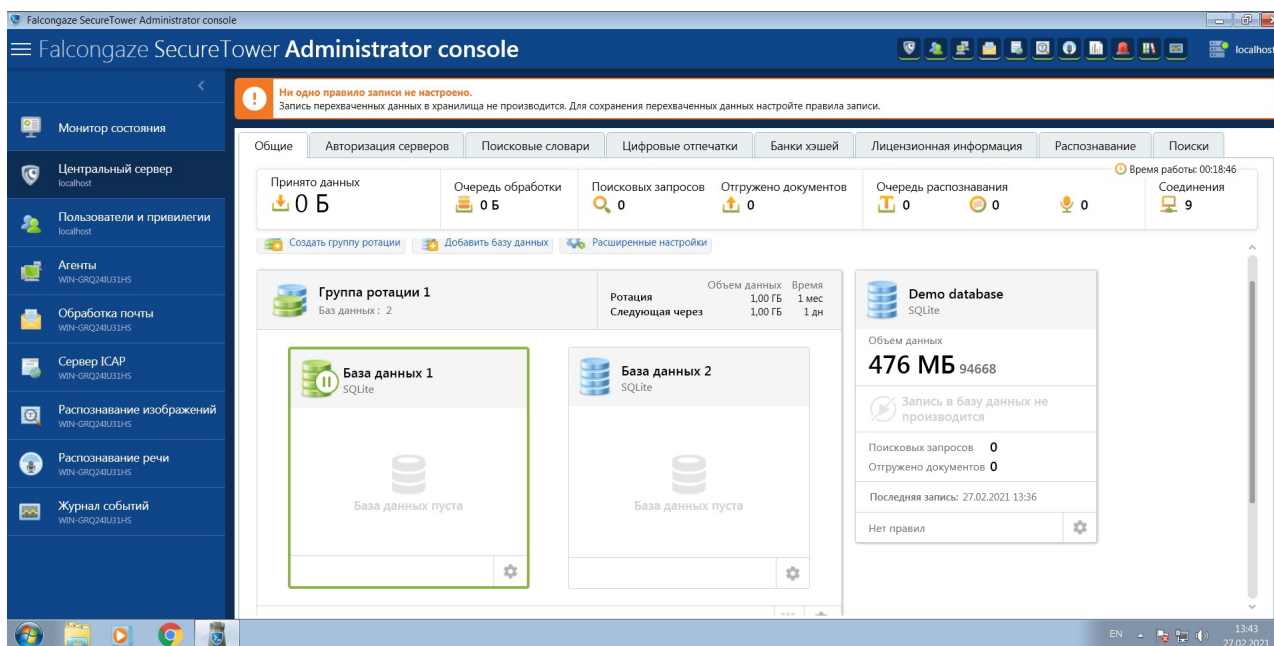 Falcongaze SecureTower Administrator console
Falcongaze SecureTower Administrator console
localhost
Ни одно правило записи не настроено.
Запись перехваченных данных в хранилища не производится. Для сохранения перехваченных данных настройте правила записи.
Монитор состояния
Центральный сервер
localhost
Пользователи и привилегии
localhost
Агенты
WIN-GRQ24IU31HS
Обработка почты
WIN-GRQ24IU31HS
Сервер ICAP
WIN-GRQ24IU31HS
Распознавание изображений
WIN-GRQ24IU31HS
Распознавание речи
WIN-GRQ24IU31HS
Журнал событий
WIN-GRQ24IU31HS
Общие Авторизация серверов Поисковые словари Цифровые отпечатки Банки хэшей Лицензионная информация Распознавание Поиски
Время работы: 00:18:46
Принято данных Очередь обработки Поисковых запросов Отгружено документов Очередь распознавания Соединения
0 Б 0 Б 0 0 0 0 0 9
Создать группу ротации Добавить базу данных Расширенные настройки
Группа ротации 1
Баз данных: 2
Объем данных Время
Ротация 1,00 ГБ 1 мес
Следующая через 1,00 ГБ 1 дн
База данных 1
SQLite
База данных пуста
База данных 2
SQLite
База данных пуста
Demo database
SQLite
Объем данных
476 МБ 94668
Запись в базу данных не
производится
Поисковых запросов 0
Отгружено документов 0
Последняя запись: 27.02.2021 13:36
Нет правил
EN
13:43
27.02.2021